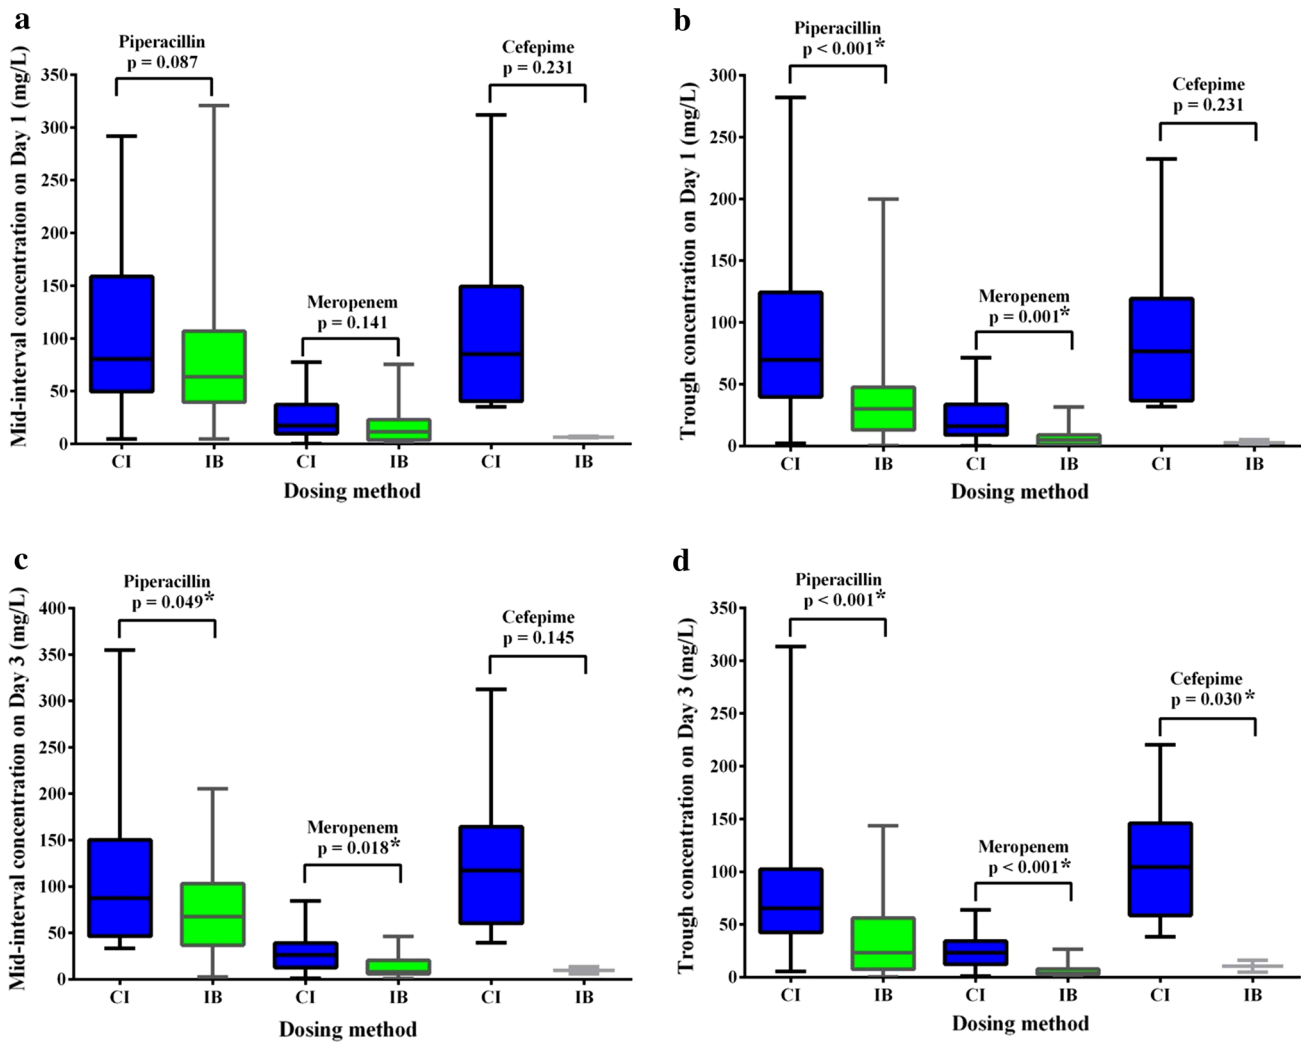 a
Mid-interval concentration on Day 1 (mg/L)
350
300
250
200
150
100
50
0
Piperacillin
p = 0.087
Meropenem
p = 0.141
Cefepime
p = 0.231
CI IB CI IB CI IB
Dosing method
b
Trough concentration on Day 1 (mg/L)
300
250
200
150
100
50
0
Piperacillin
p < 0.001*
Meropenem
p = 0.001*
Cefepime
p = 0.231
CI IB CI IB CI IB
Dosing method
c
Mid-interval concentration on Day 3 (mg/L)
400
350
300
250
200
150
100
50
0
Piperacillin
p = 0.049*
Meropenem
p = 0.018*
Cefepime
p = 0.145
CI IB CI IB CI IB
Dosing method
d
Trough concentration on Day 3 (mg/L)
350
300
250
200
150
100
50
0
Piperacillin
p < 0.001*
Meropenem
p < 0.001*
Cefepime
p = 0.030*
CI IB CI IB CI IB
Dosing method